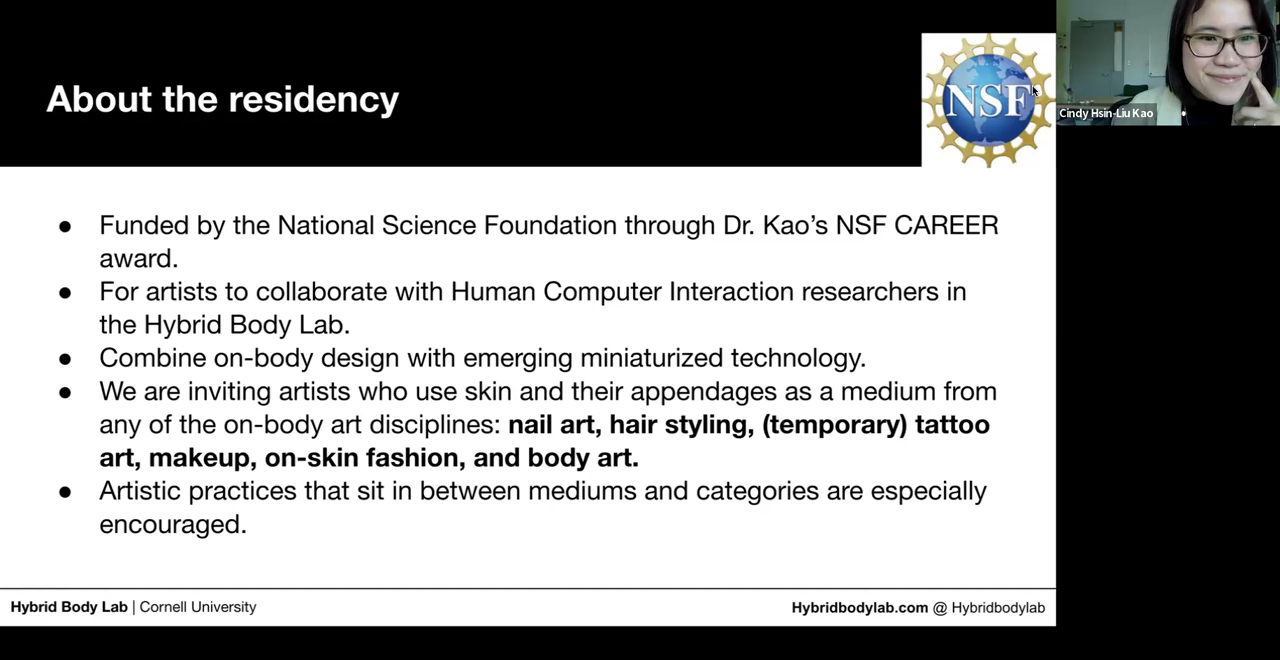 About the residency
NSF
Cindy Hsin-Liu Kao
● Funded by the National Science Foundation through Dr. Kao’s NSF CAREER
award.
● For artists to collaborate with Human Computer Interaction researchers in
the Hybrid Body Lab.
● Combine on-body design with emerging miniaturized technology.
● We are inviting artists who use skin and their appendages as a medium from
any of the on-body art disciplines: nail art, hair styling, (temporary) tattoo
art, makeup, on-skin fashion, and body art.
● Artistic practices that sit in between mediums and categories are especially
encouraged.
Hybrid Body Lab | Cornell University
Hybridbodylab.com @ Hybridbodylab